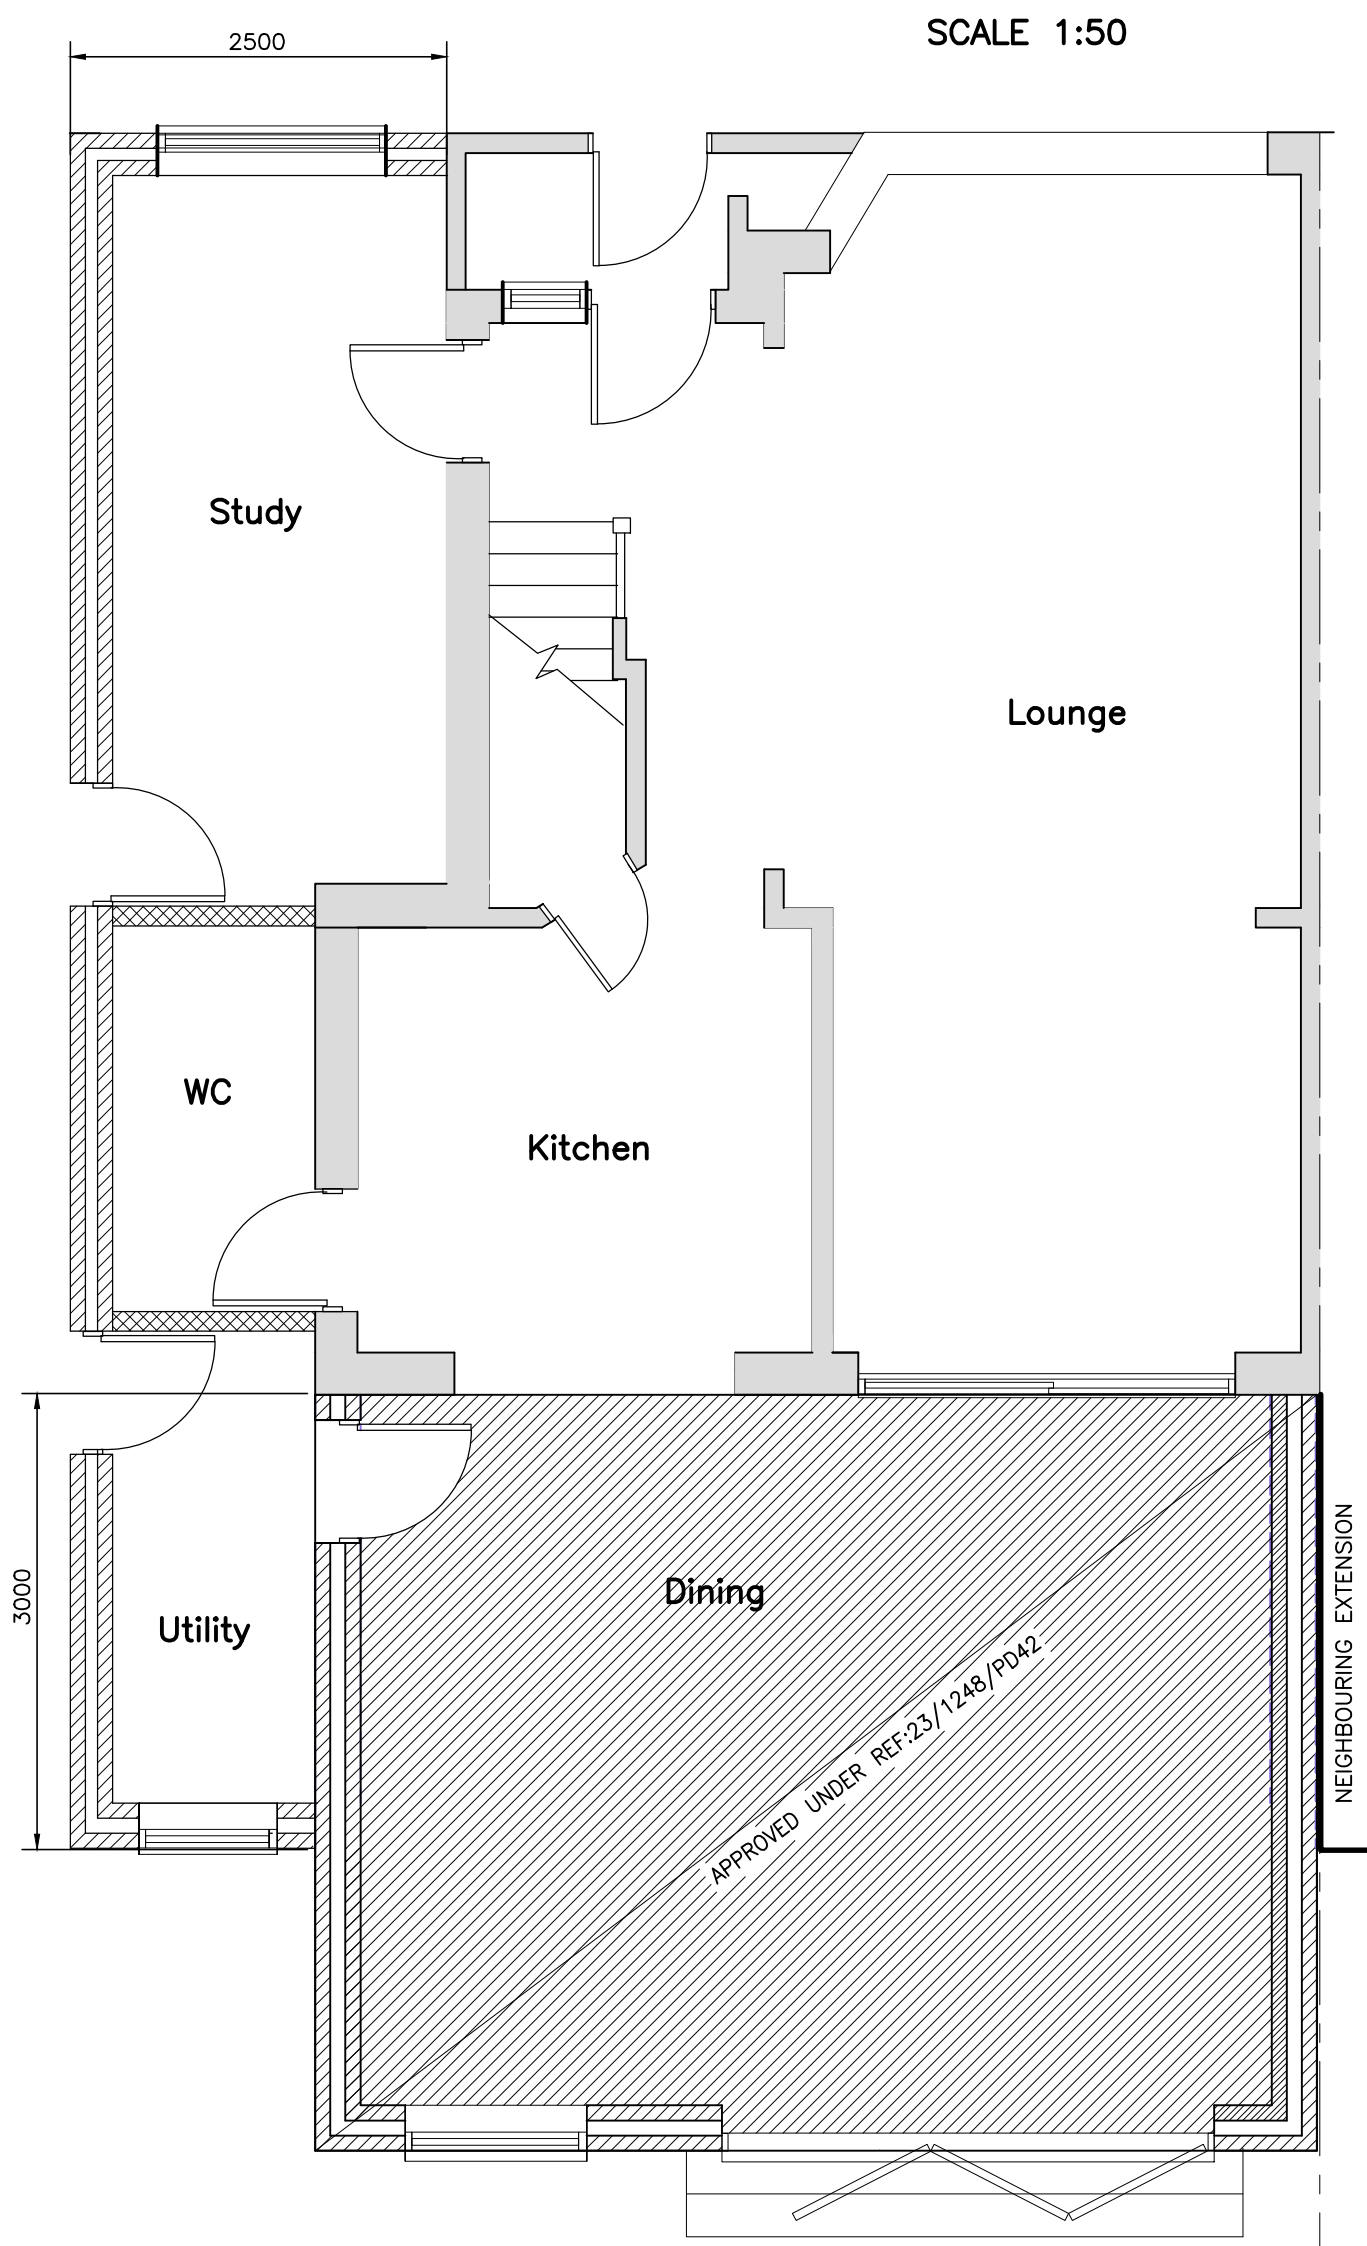 SCALE 1:50
2500
Study
Lounge
WC
Kitchen
Dining
Utility
3000
APPROVED UNDER REF:23/1248/PD42
NEIGHBOURING EXTENSION